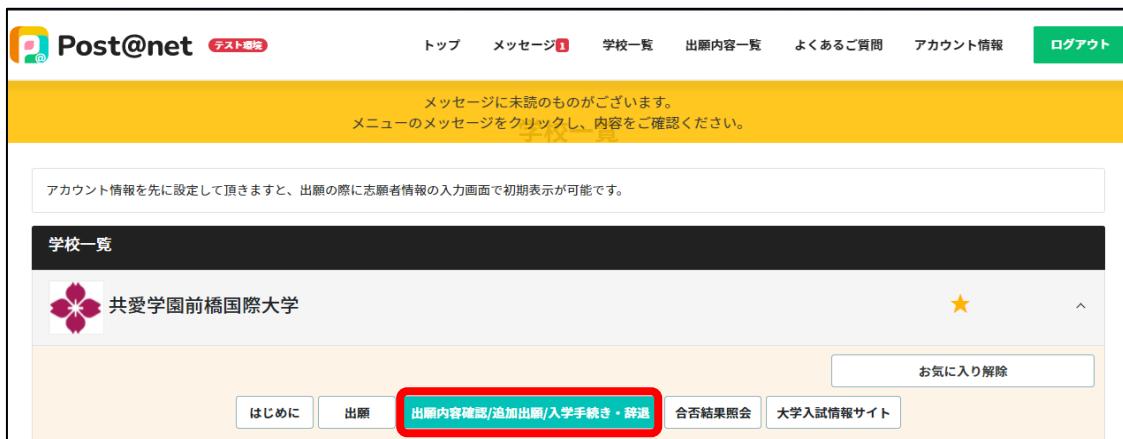 Post@net テスト環境 トップ メッセージ1 学校一覧 出願内容一覧 よくあるご質問 アカウント情報 ログアウト
メッセージに未読のものがございます。
メニューのメッセージをクリックし、内容をご確認ください。
学校一覧
アカウント情報を先に設定して頂きますと、出願の際に志願者情報の入力画面で初期表示が可能です。
学校一覧
共愛学園前橋国際大学
お気に入り解除
はじめに 出願 出願内容確認/追加出願/入学手続き・辞退 合否結果照会 大学入試情報サイト